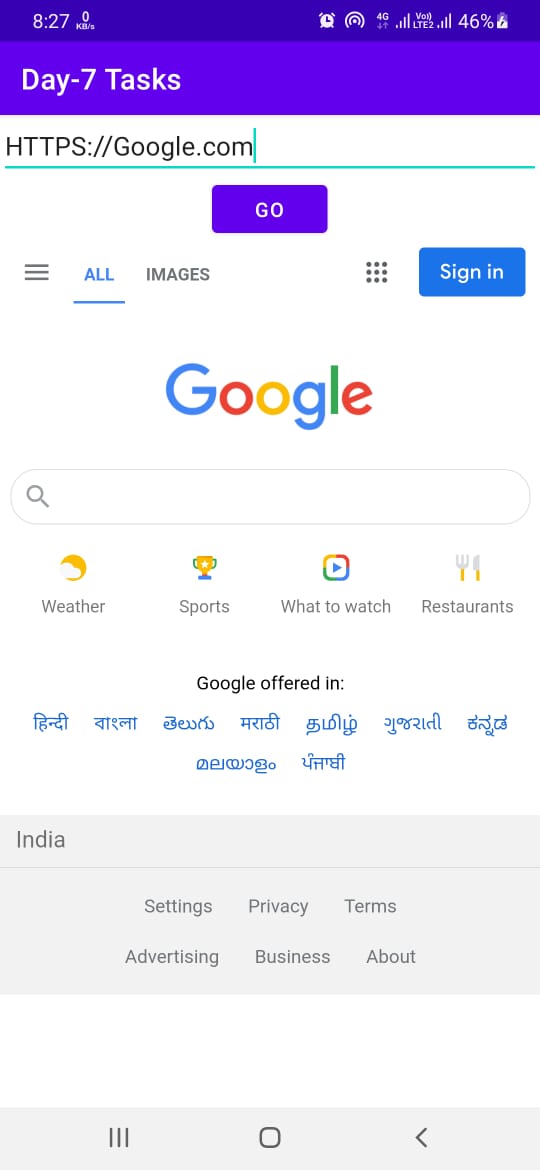 8:27 0 KB/s 4G Vo) LTE2 46%
Day-7 Tasks
HTTPS://Google.com
GO
ALL IMAGES Sign in
Google
Weather Sports What to watch Restaurants
Google offered in:
हिन्दी বাংলা తెలుగు मराठी தமிழ் ગુજરાતી ಕನ್ನಡ
മലയാളം ਪੰਜਾਬੀ
India
Settings Privacy Terms
Advertising Business About